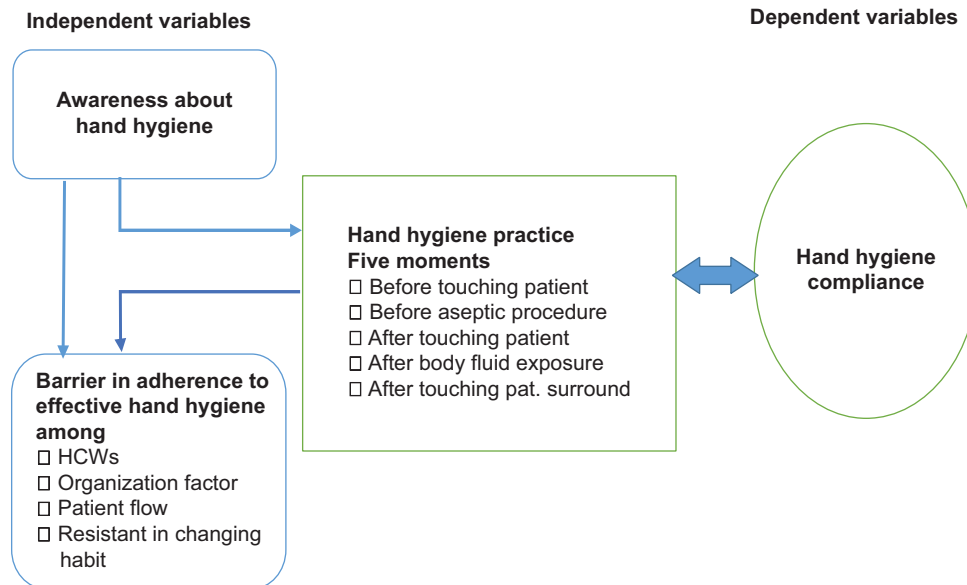 Independent variables
Dependent variables
Awareness about
hand hygiene
Hand hygiene practice
Five moments
☐ Before touching patient
☐ Before aseptic procedure
☐ After touching patient
☐ After body fluid exposure
☐ After touching pat. surround
Hand hygiene
compliance
Barrier in adherence to
effective hand hygiene
among
☐ HCWs
☐ Organization factor
☐ Patient flow
☐ Resistant in changing
habit